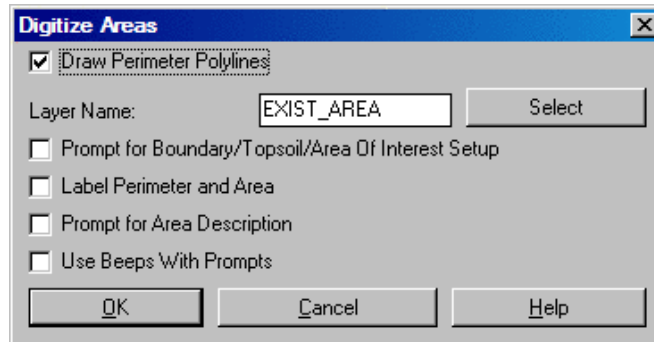 Digitize Areas
Draw Perimeter Polylines
Layer Name: EXIST_AREA Select
Prompt for Boundary/Topsoil/Area Of Interest Setup
Label Perimeter and Area
Prompt for Area Description
Use Beeps With Prompts
OK Cancel Help